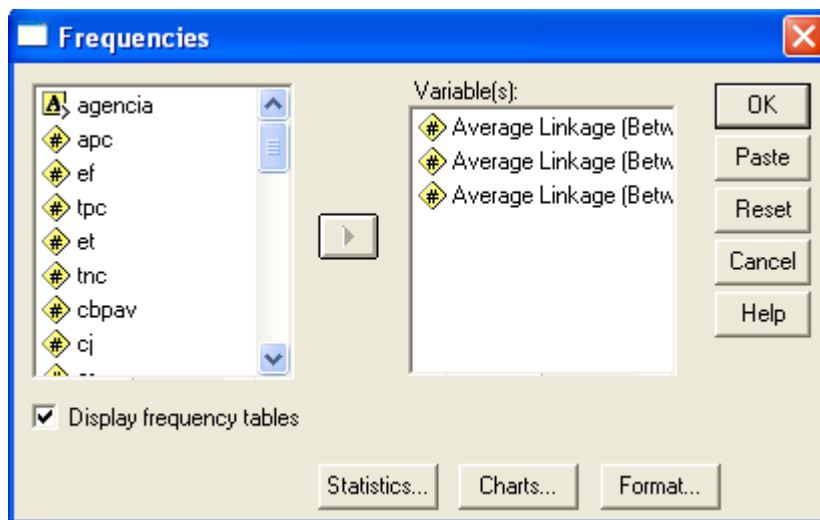 Frequencies
agencia
apc
ef
tpc
et
tnc
cbpav
cj
Variable(s):
Average Linkage (Betw
Average Linkage (Betw
Average Linkage (Betw
OK
Paste
Reset
Cancel
Help
Display frequency tables
Statistics...
Charts...
Format...